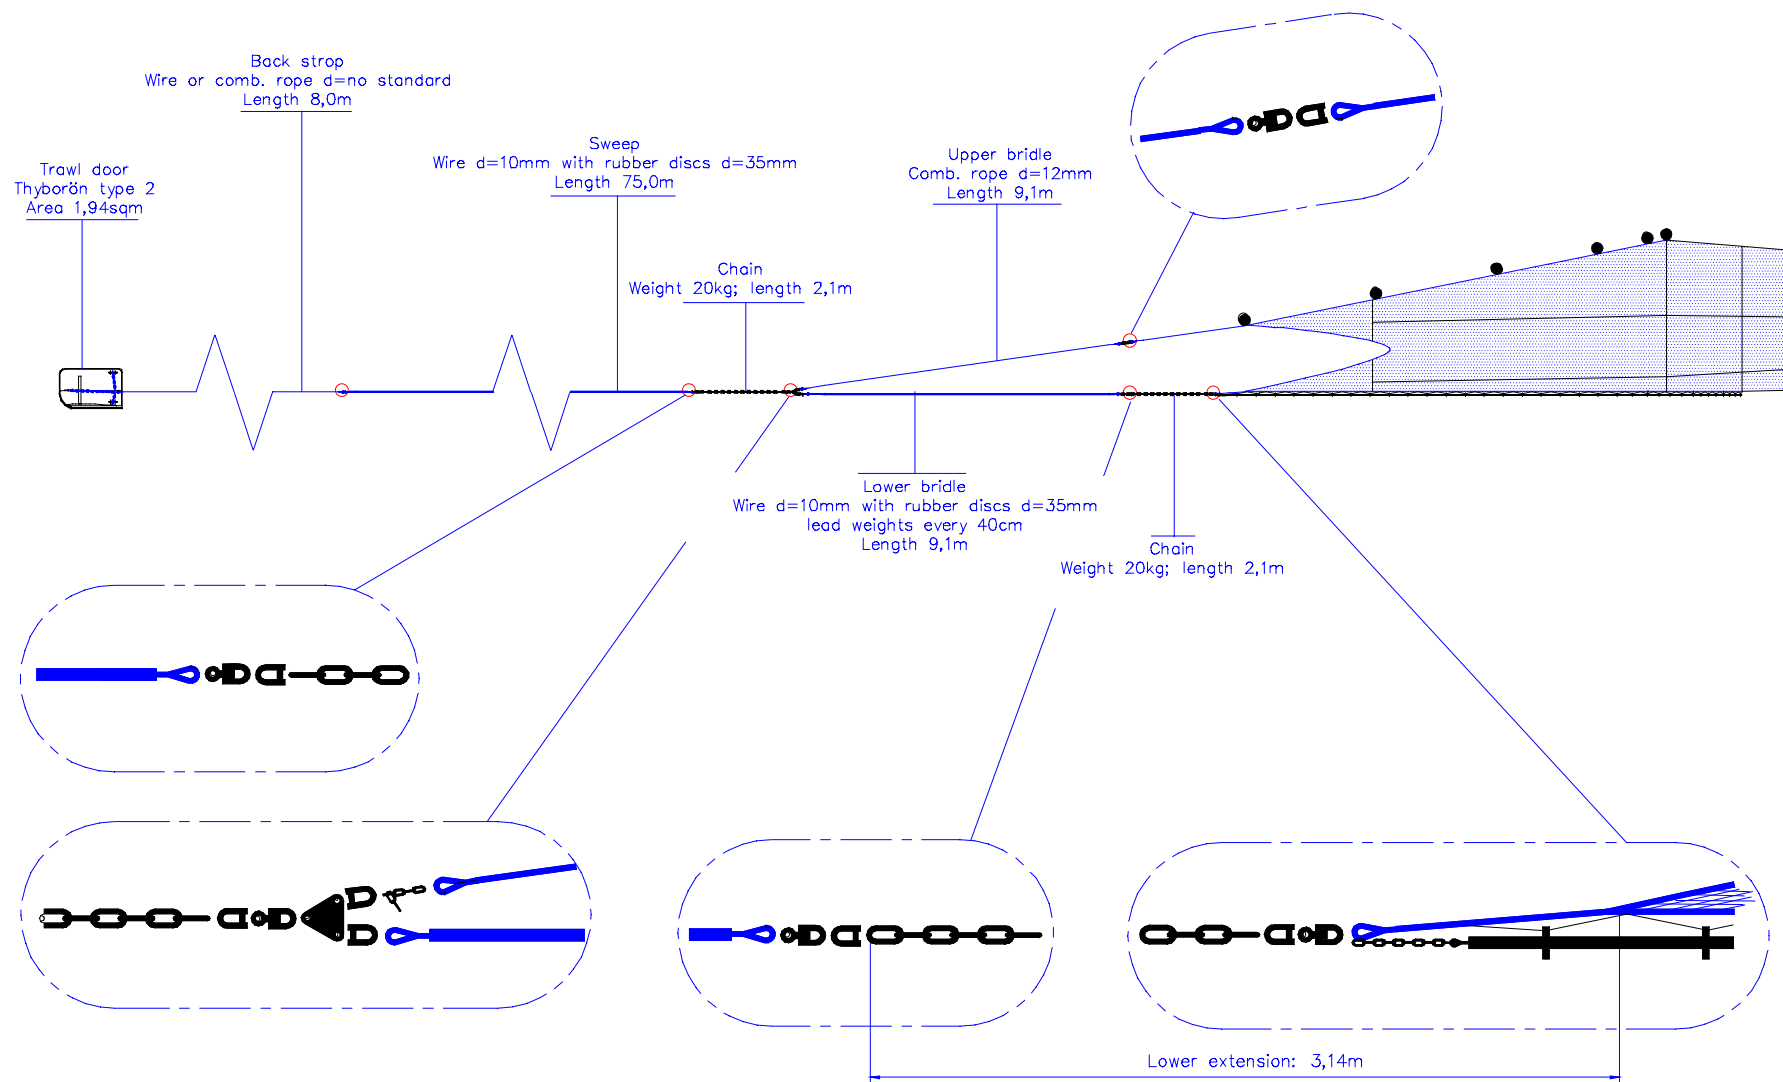 Back strop
Wire or comb. rope d=no standard
Length 8,0m
Sweep
Wire d=10mm with rubber discs d=35mm
Length 75,0m
Upper bridle
Comb. rope d=12mm
Length 9,1m
Trawl door
Thyborön type 2
Area 1,94sqm
Chain
Weight 20kg; length 2,1m
Lower bridle
Wire d=10mm with rubber discs d=35mm
lead weights every 40cm
Length 9,1m
Chain
Weight 20kg; length 2,1m
Lower extension: 3,14m